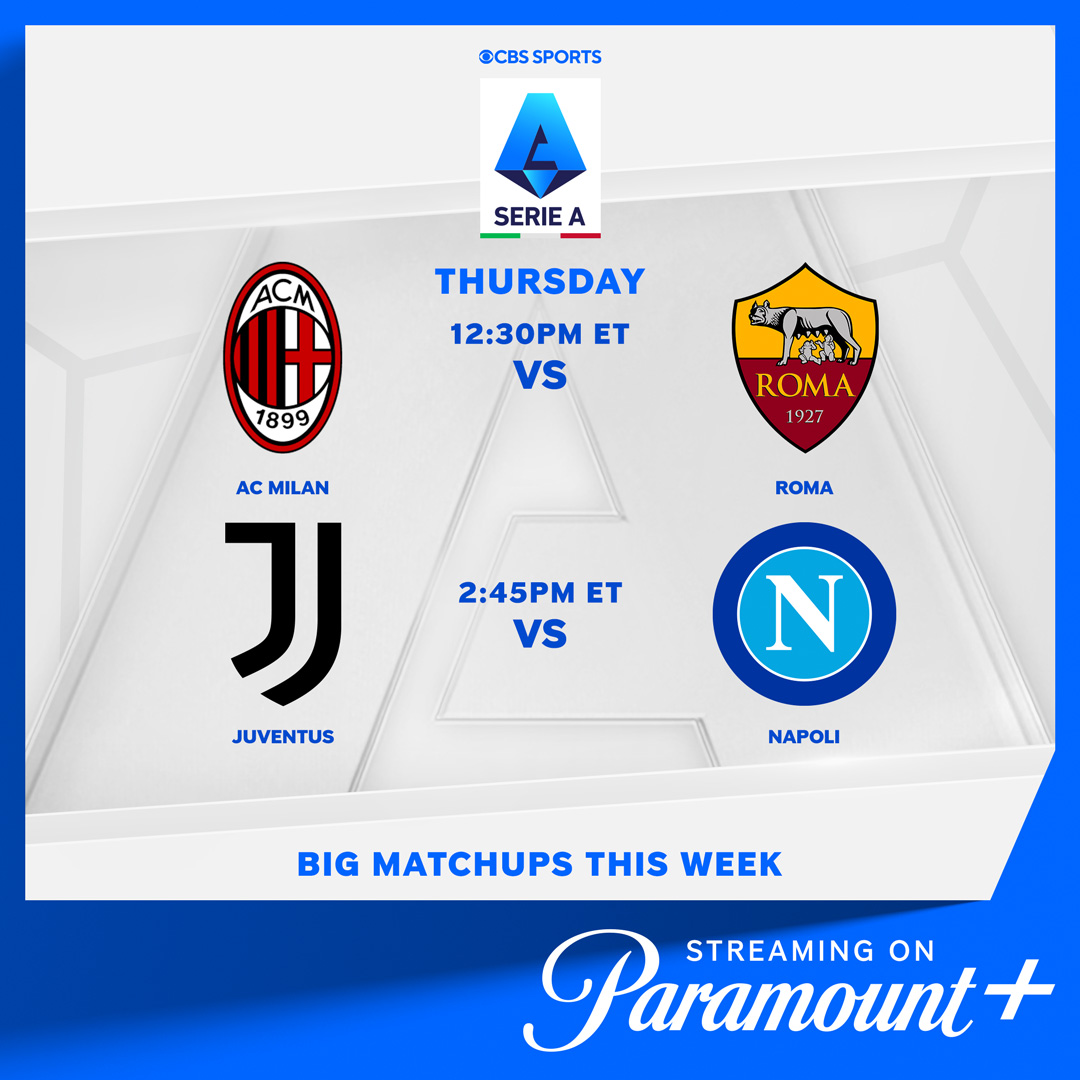 CBS SPORTS
SERIE A
THURSDAY
12:30PM ET
VS
ACM
1899
ROMA
1927
AC MILAN
ROMA
2:45PM ET
VS
J
N
JUVENTUS
NAPOLI
BIG MATCHUPS THIS WEEK
STREAMING ON
Paramount+